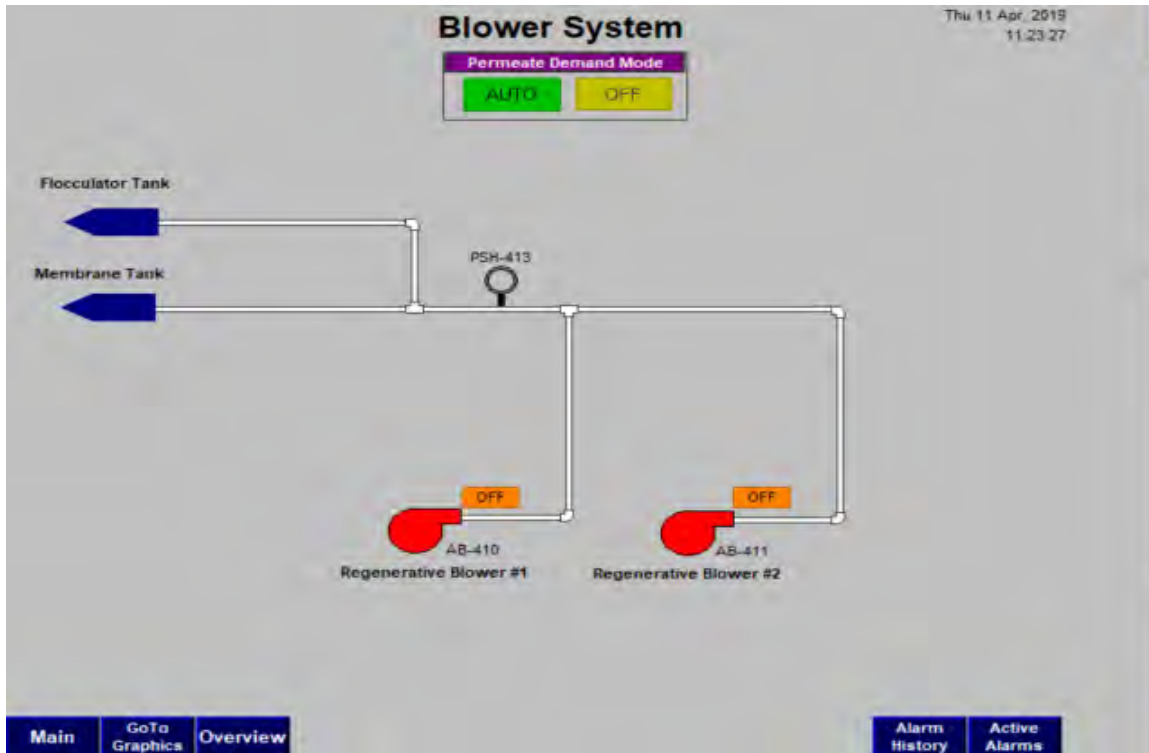 Blower System
Thu 11 Apr, 2019
11:23:27
Permeate Demand Mode
AUTO OFF
Flocculator Tank
PSH-413
Membrane Tank
OFF OFF
AB-410 AB-411
Regenerative Blower #1 Regenerative Blower #2
Main
GoTo
Graphics
Overview
Alarm
History
Active
Alarms